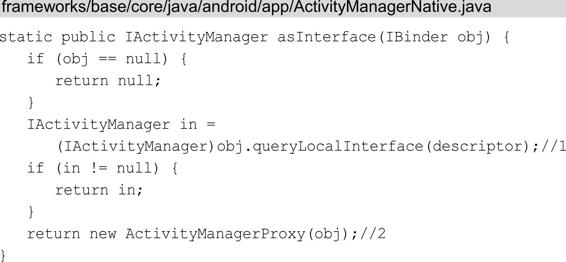 frameworks/base/core/java/android/app/ActivityManagerNative.java
static public IActivityManager asInterface(IBinder obj) {
    if (obj == null) {
        return null;
    }
    IActivityManager in =
        (IActivityManager)obj.queryLocalInterface(descriptor);//1
    if (in != null) {
        return in;
    }
    return new ActivityManagerProxy(obj);//2
}